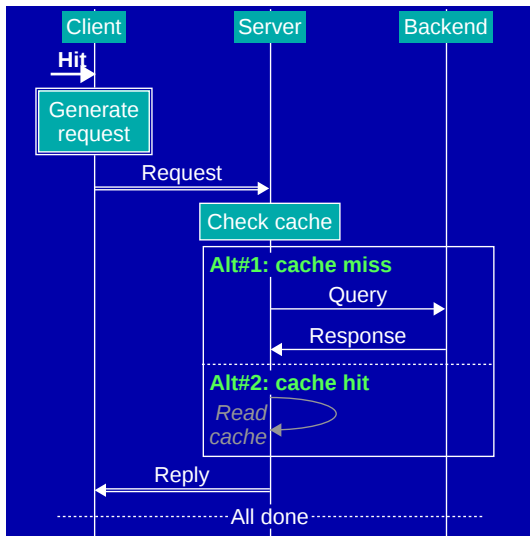 Client Server Backend
Hit
Generate
request
Request
Check cache
Alt#1: cache miss
Query
Response
Alt#2: cache hit
Read
cache
Reply
All done